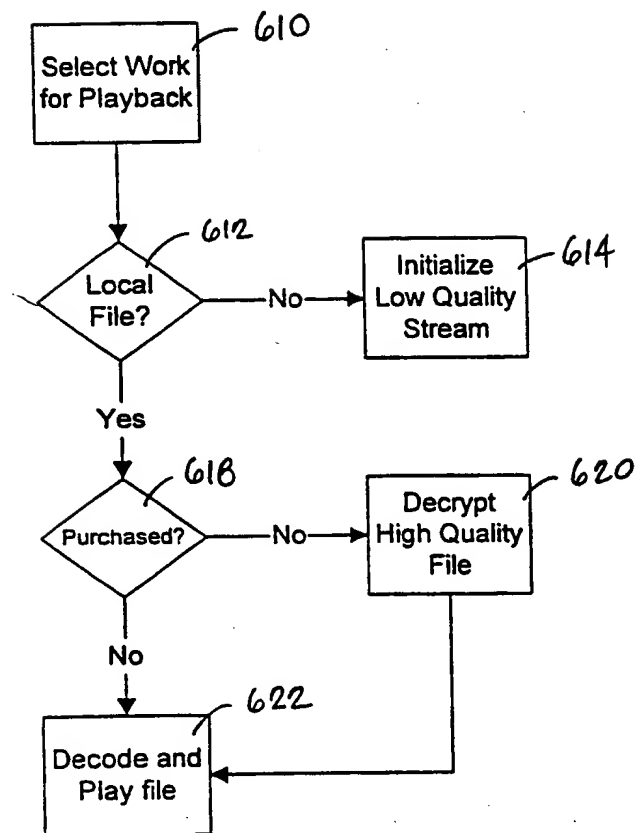 610
Select Work
for Playback
612
Local
File?
No
Initialize
Low Quality
Stream
614
Yes
618
Purchased?
No
Decrypt
High Quality
File
620
No
622
Decode and
Play file